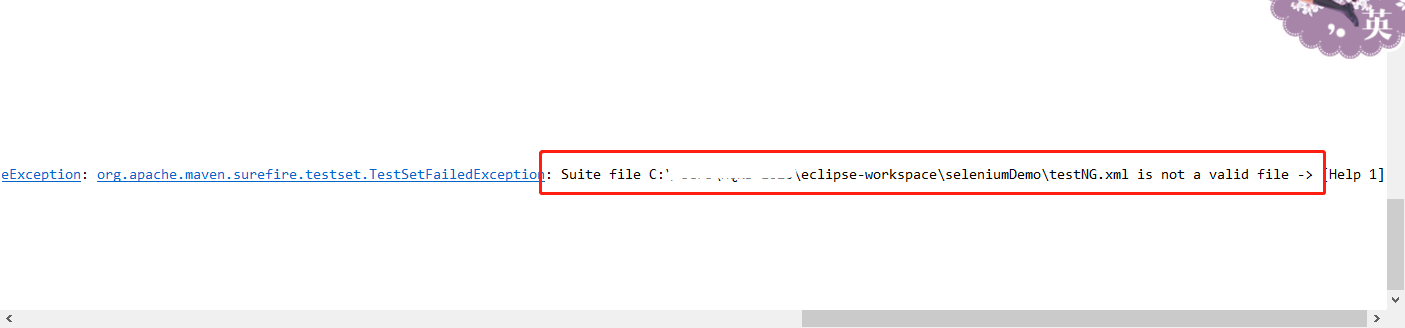 英
eException: org.apache.maven.surefire.testset.TestSetFailedException: Suite file C:\ \eclipse-workspace\seleniumDemo\testNG.xml is not a valid file -> [Help 1]